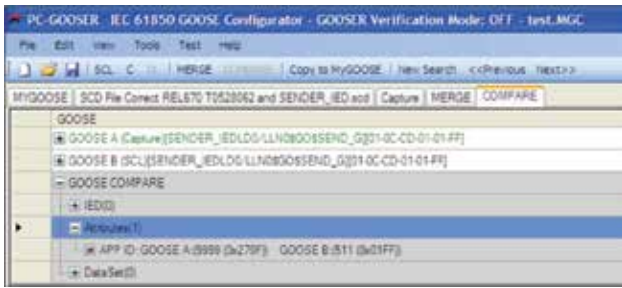 PC-GOOSER - IEC 61850 GOOSE Configurator - GOOSER Verification Mode: OFF - test.MGC
File Edit View Tools Test Help
SCL C MERGE Copy to MyGOOSE New Search <<Previous Next>>
MYGOOSE SCD File Correct REL670 T0528062 and SENDER_IED.scd Capture MERGE COMPARE
GOOSE
GOOSE A (Capture)[SENDER_IEDLD0/LLN0$GO$SEND_G][01-0C-CD-01-01-FF]
GOOSE B (SCL)[SENDER_IEDLD0/LLN0$GO$SEND_G][01-0C-CD-01-01-FF]
GOOSE COMPARE
IED(0)
Attributes(1)
APP ID: GOOSE A:(9999 (0x270F)) GOOSE B:(511 (0x01FF))
DataSet(0)